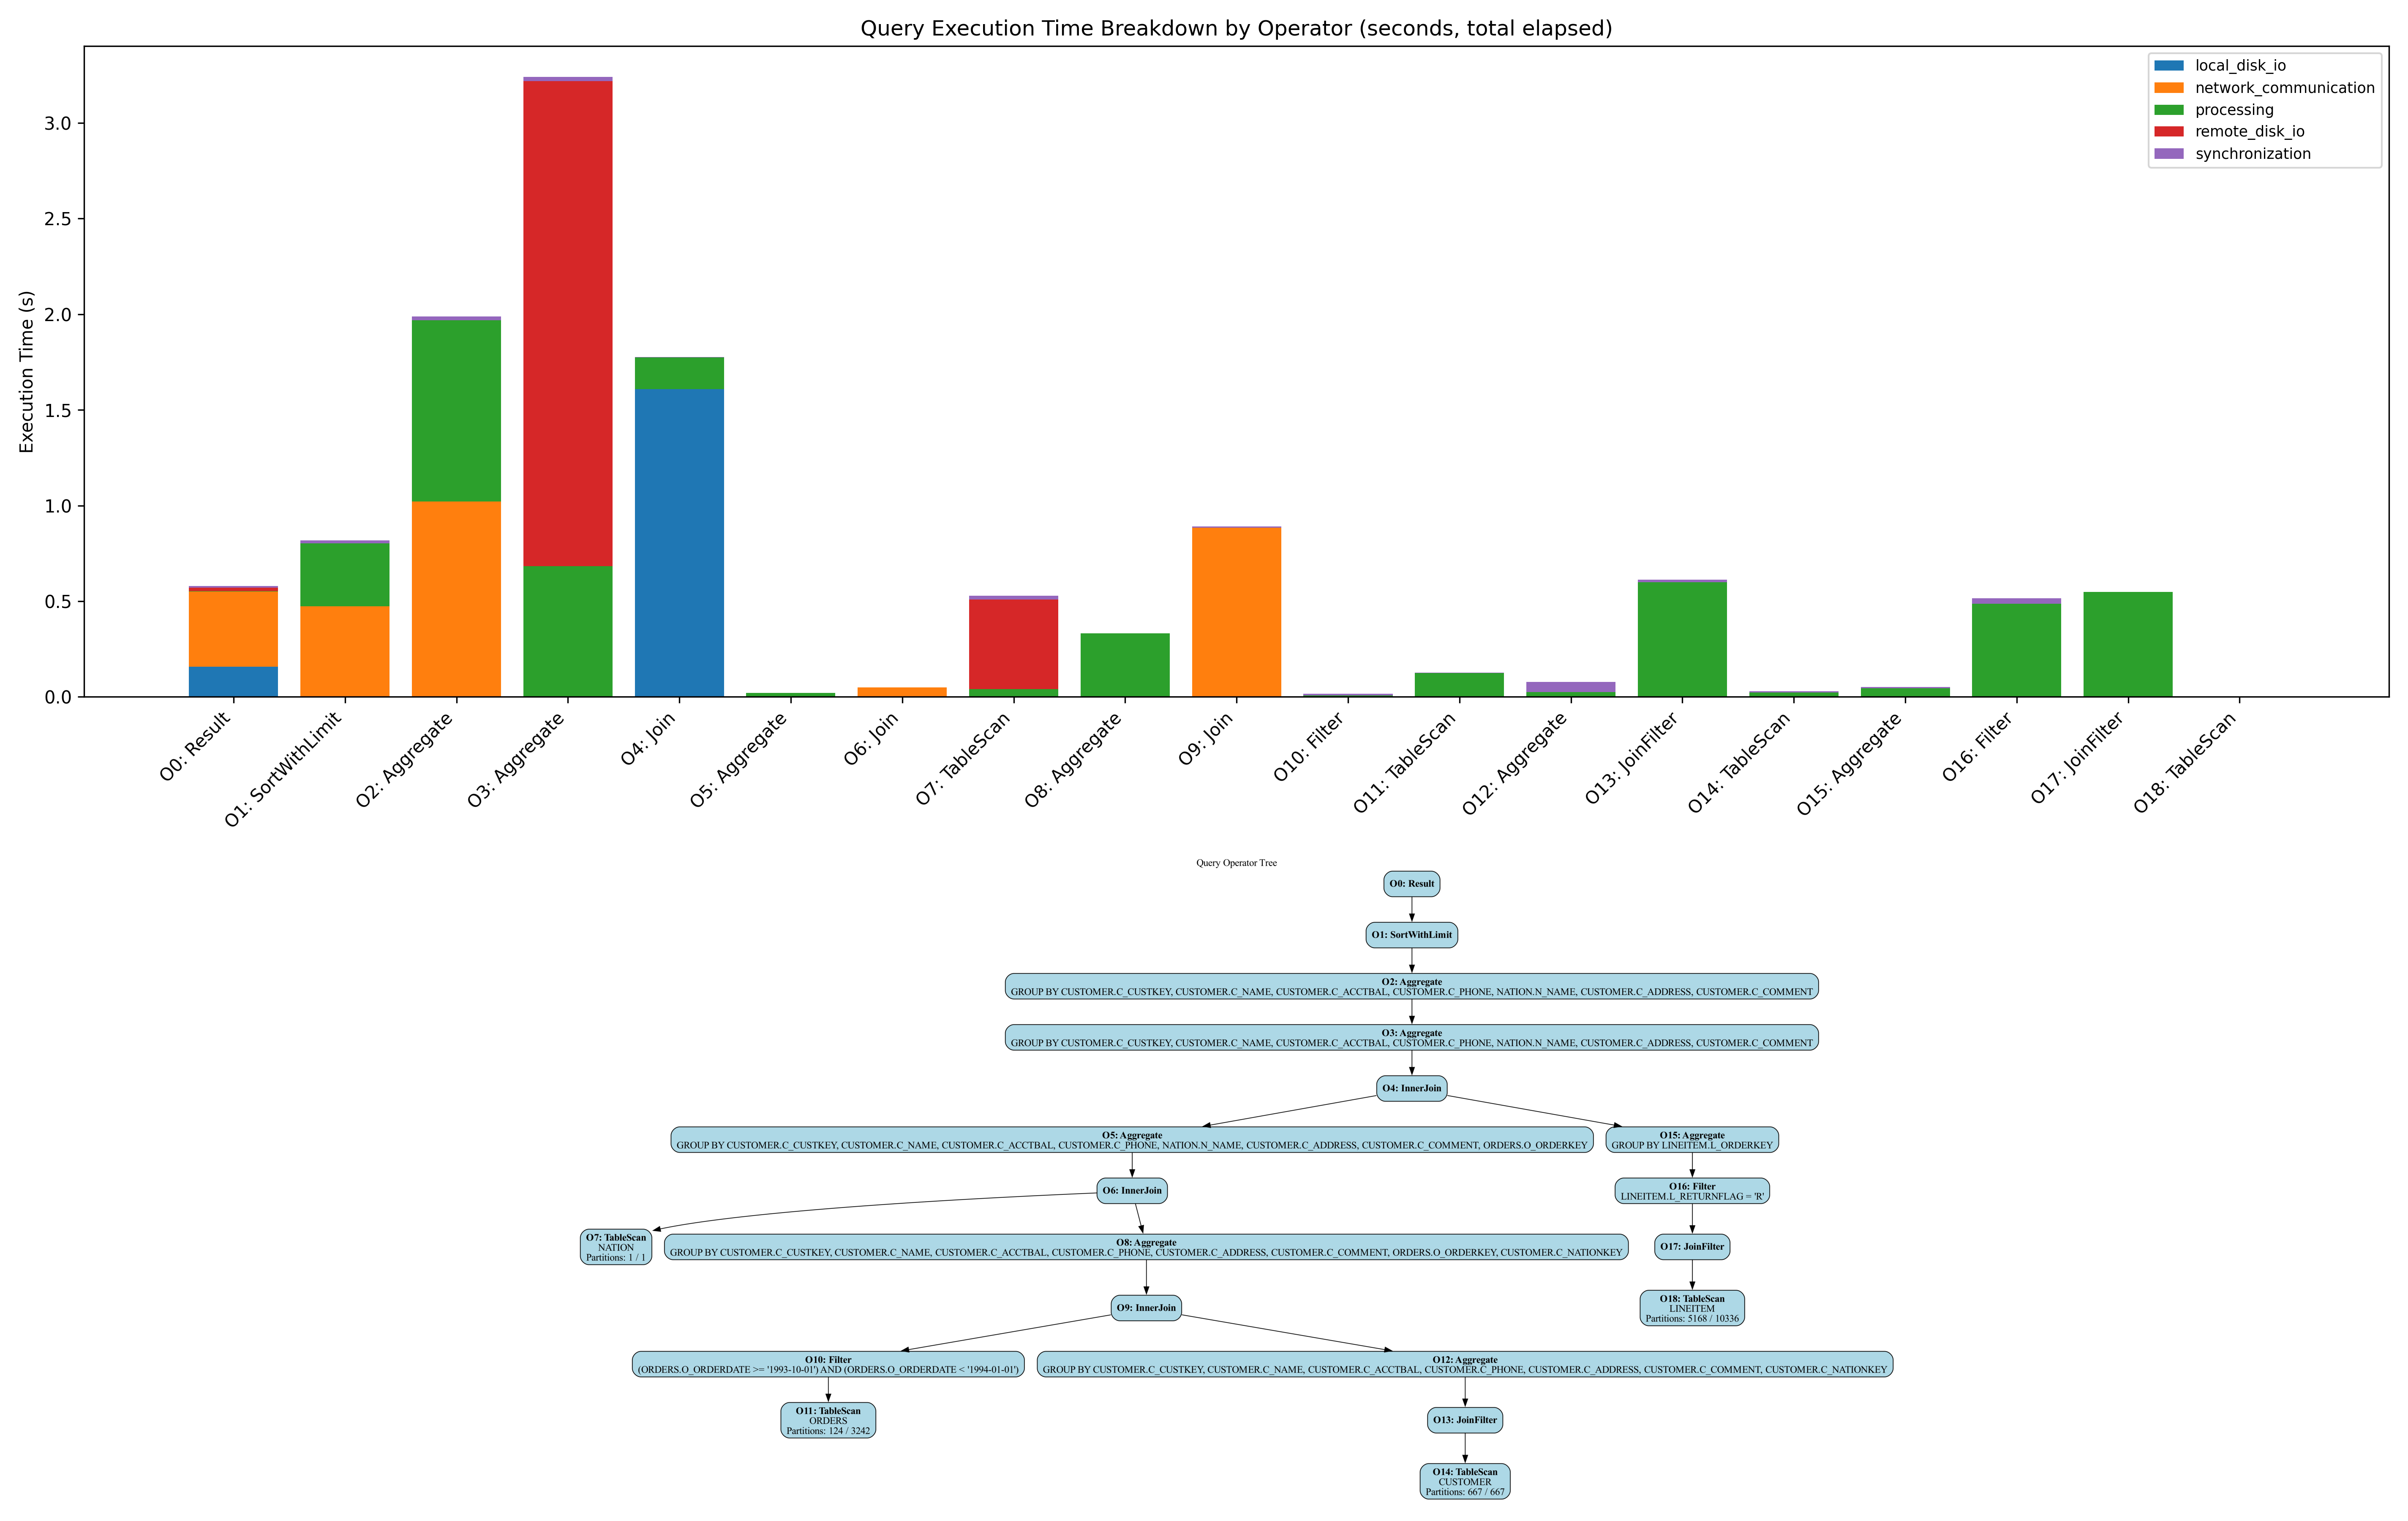 Query Execution Time Breakdown by Operator (seconds, total elapsed)
Execution Time (s)
3.0
2.5
2.0
1.5
1.0
0.5
0.0
local_disk_io
network_communication
processing
remote_disk_io
synchronization
O0: Result
O1: SortWithLimit
O2: Aggregate
O3: Aggregate
O4: Join
O5: Aggregate
O6: Join
O7: TableScan
O8: Aggregate
O9: Join
O10: Filter
O11: TableScan
O12: Aggregate
O13: JoinFilter
O14: TableScan
O15: Aggregate
O16: Filter
O17: JoinFilter
O18: TableScan
Query Operator Tree
O0: Result
O1: SortWithLimit
O2: Aggregate
GROUP BY CUSTOMER.C_CUSTKEY, CUSTOMER.C_NAME, CUSTOMER.C_ACCTBAL, CUSTOMER.C_PHONE, NATION.N_NAME, CUSTOMER.C_ADDRESS, CUSTOMER.C_COMMENT
O3: Aggregate
GROUP BY CUSTOMER.C_CUSTKEY, CUSTOMER.C_NAME, CUSTOMER.C_ACCTBAL, CUSTOMER.C_PHONE, NATION.N_NAME, CUSTOMER.C_ADDRESS, CUSTOMER.C_COMMENT
O4: InnerJoin
O5: Aggregate
GROUP BY CUSTOMER.C_CUSTKEY, CUSTOMER.C_NAME, CUSTOMER.C_ACCTBAL, CUSTOMER.C_PHONE, NATION.N_NAME, CUSTOMER.C_ADDRESS, CUSTOMER.C_COMMENT, ORDERS.O_ORDERKEY
O15: Aggregate
GROUP BY LINEITEM.L_ORDERKEY
O6: InnerJoin
O16: Filter
LINEITEM.L_RETURNFLAG = 'R'
O7: TableScan
NATION
Partitions: 1 / 1
O8: Aggregate
GROUP BY CUSTOMER.C_CUSTKEY, CUSTOMER.C_NAME, CUSTOMER.C_ACCTBAL, CUSTOMER.C_PHONE, CUSTOMER.C_ADDRESS, CUSTOMER.C_COMMENT, ORDERS.O_ORDERKEY, CUSTOMER.C_NATIONKEY
O17: JoinFilter
O9: InnerJoin
O18: TableScan
LINEITEM
Partitions: 5168 / 10336
O10: Filter
(ORDERS.O_ORDERDATE >= '1993-10-01') AND (ORDERS.O_ORDERDATE < '1994-01-01')
O12: Aggregate
GROUP BY CUSTOMER.C_CUSTKEY, CUSTOMER.C_NAME, CUSTOMER.C_ACCTBAL, CUSTOMER.C_PHONE, CUSTOMER.C_ADDRESS, CUSTOMER.C_COMMENT, CUSTOMER.C_NATIONKEY
O11: TableScan
ORDERS
Partitions: 124 / 3242
O13: JoinFilter
O14: TableScan
CUSTOMER
Partitions: 667 / 667